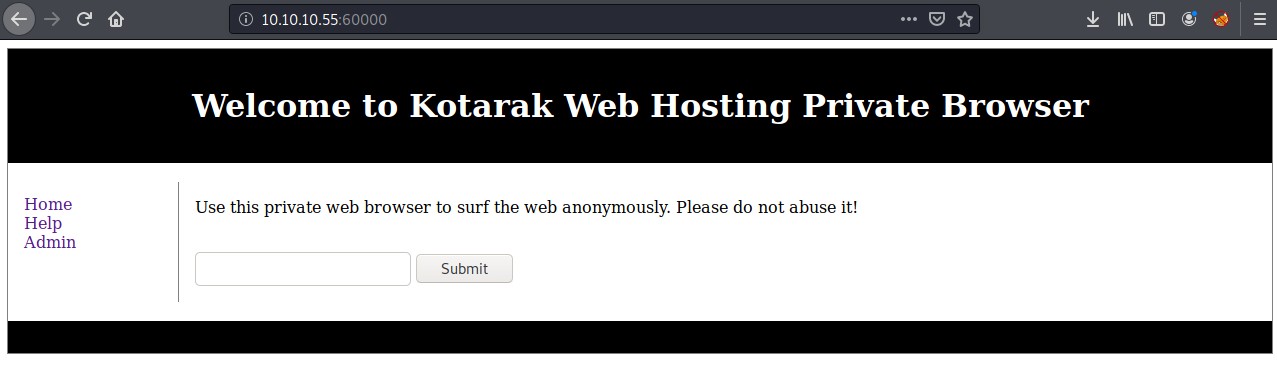 10.10.10.55:60000
Welcome to Kotarak Web Hosting Private Browser
Home
Help
Admin
Use this private web browser to surf the web anonymously. Please do not abuse it!
Submit